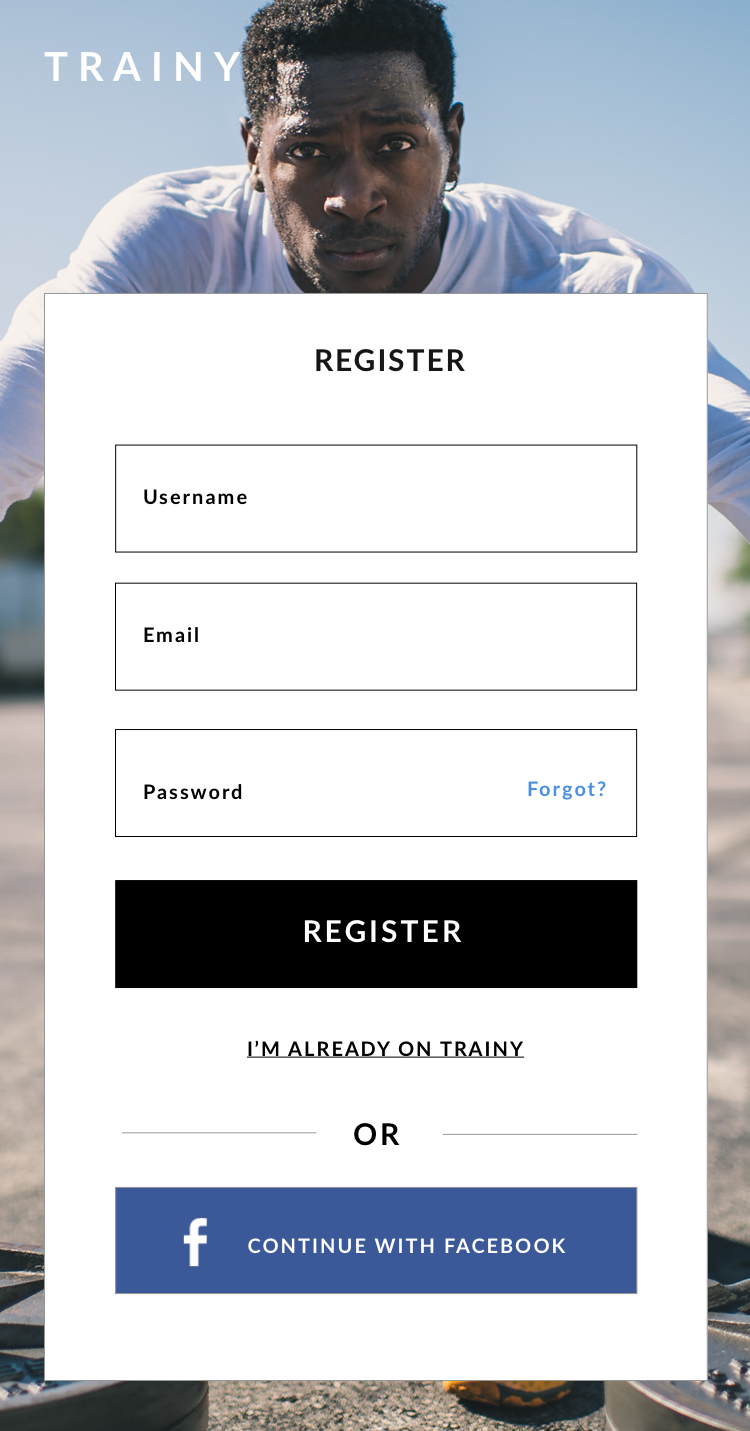 TRAINY
REGISTER
Username
Email
Password
Forgot?
REGISTER
I’M ALREADY ON TRAINY
OR
f
CONTINUE WITH FACEBOOK